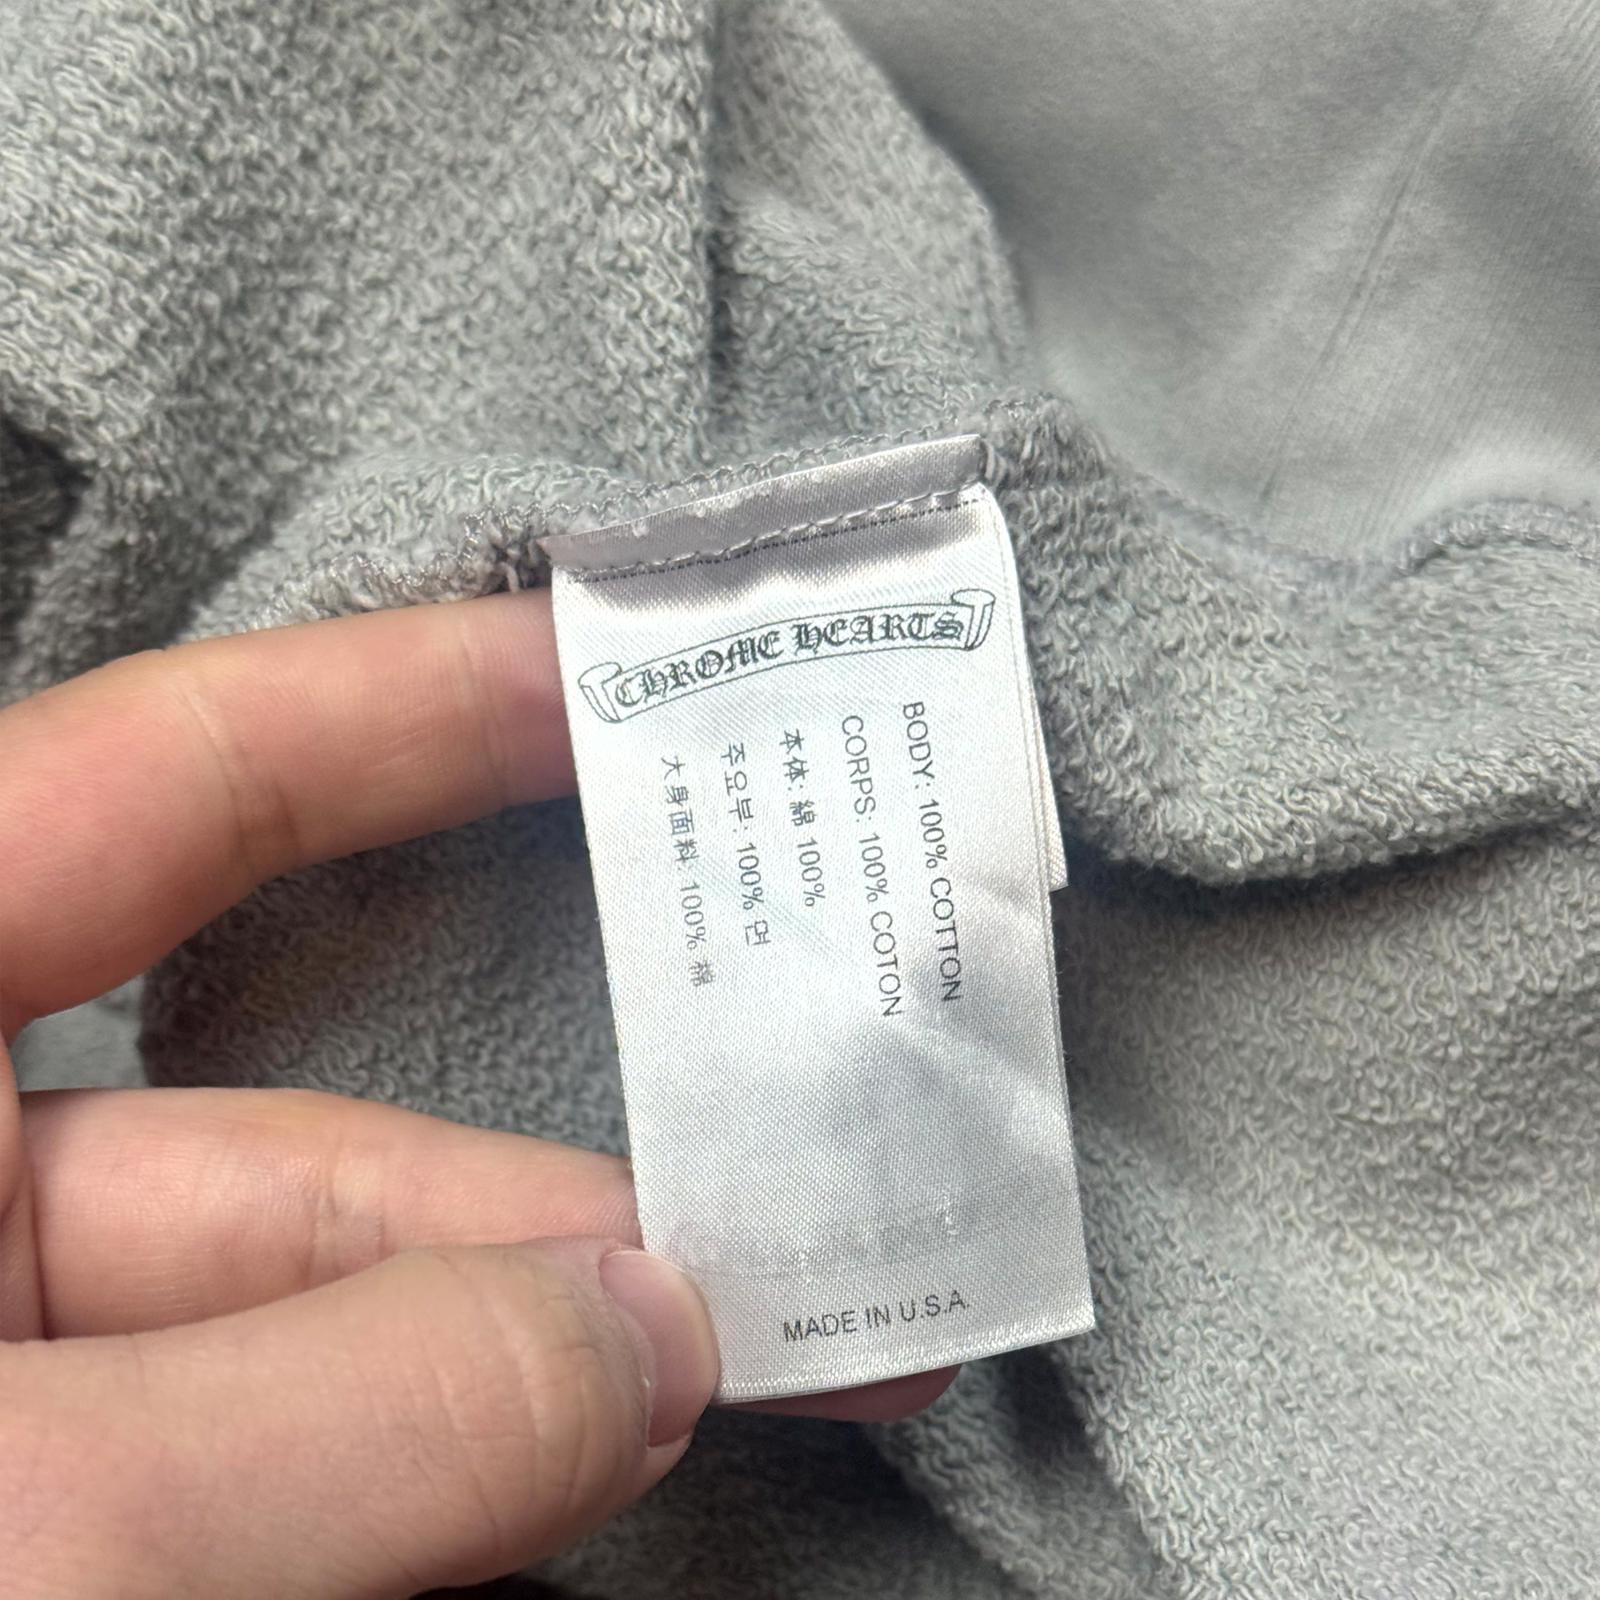 CHROME HEARTS
BODY: 100% COTTON
CORPS: 100% COTON
本体: 綿 100%
주요부: 100% 면
大身面料: 100% 棉
MADE IN U.S.A